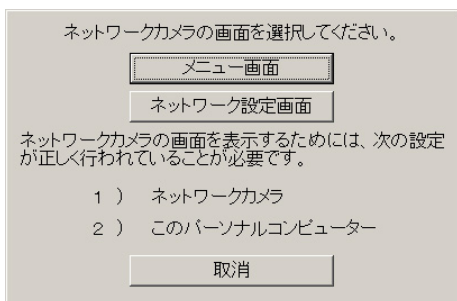 ネットワークカメラの画面を選択してください。
メニュー画面
ネットワーク設定画面
ネットワークカメラの画面を表示するためには、次の設定
が正しく行われていることが必要です。
1 ） ネットワークカメラ
2 ） このパーソナルコンピューター
取消